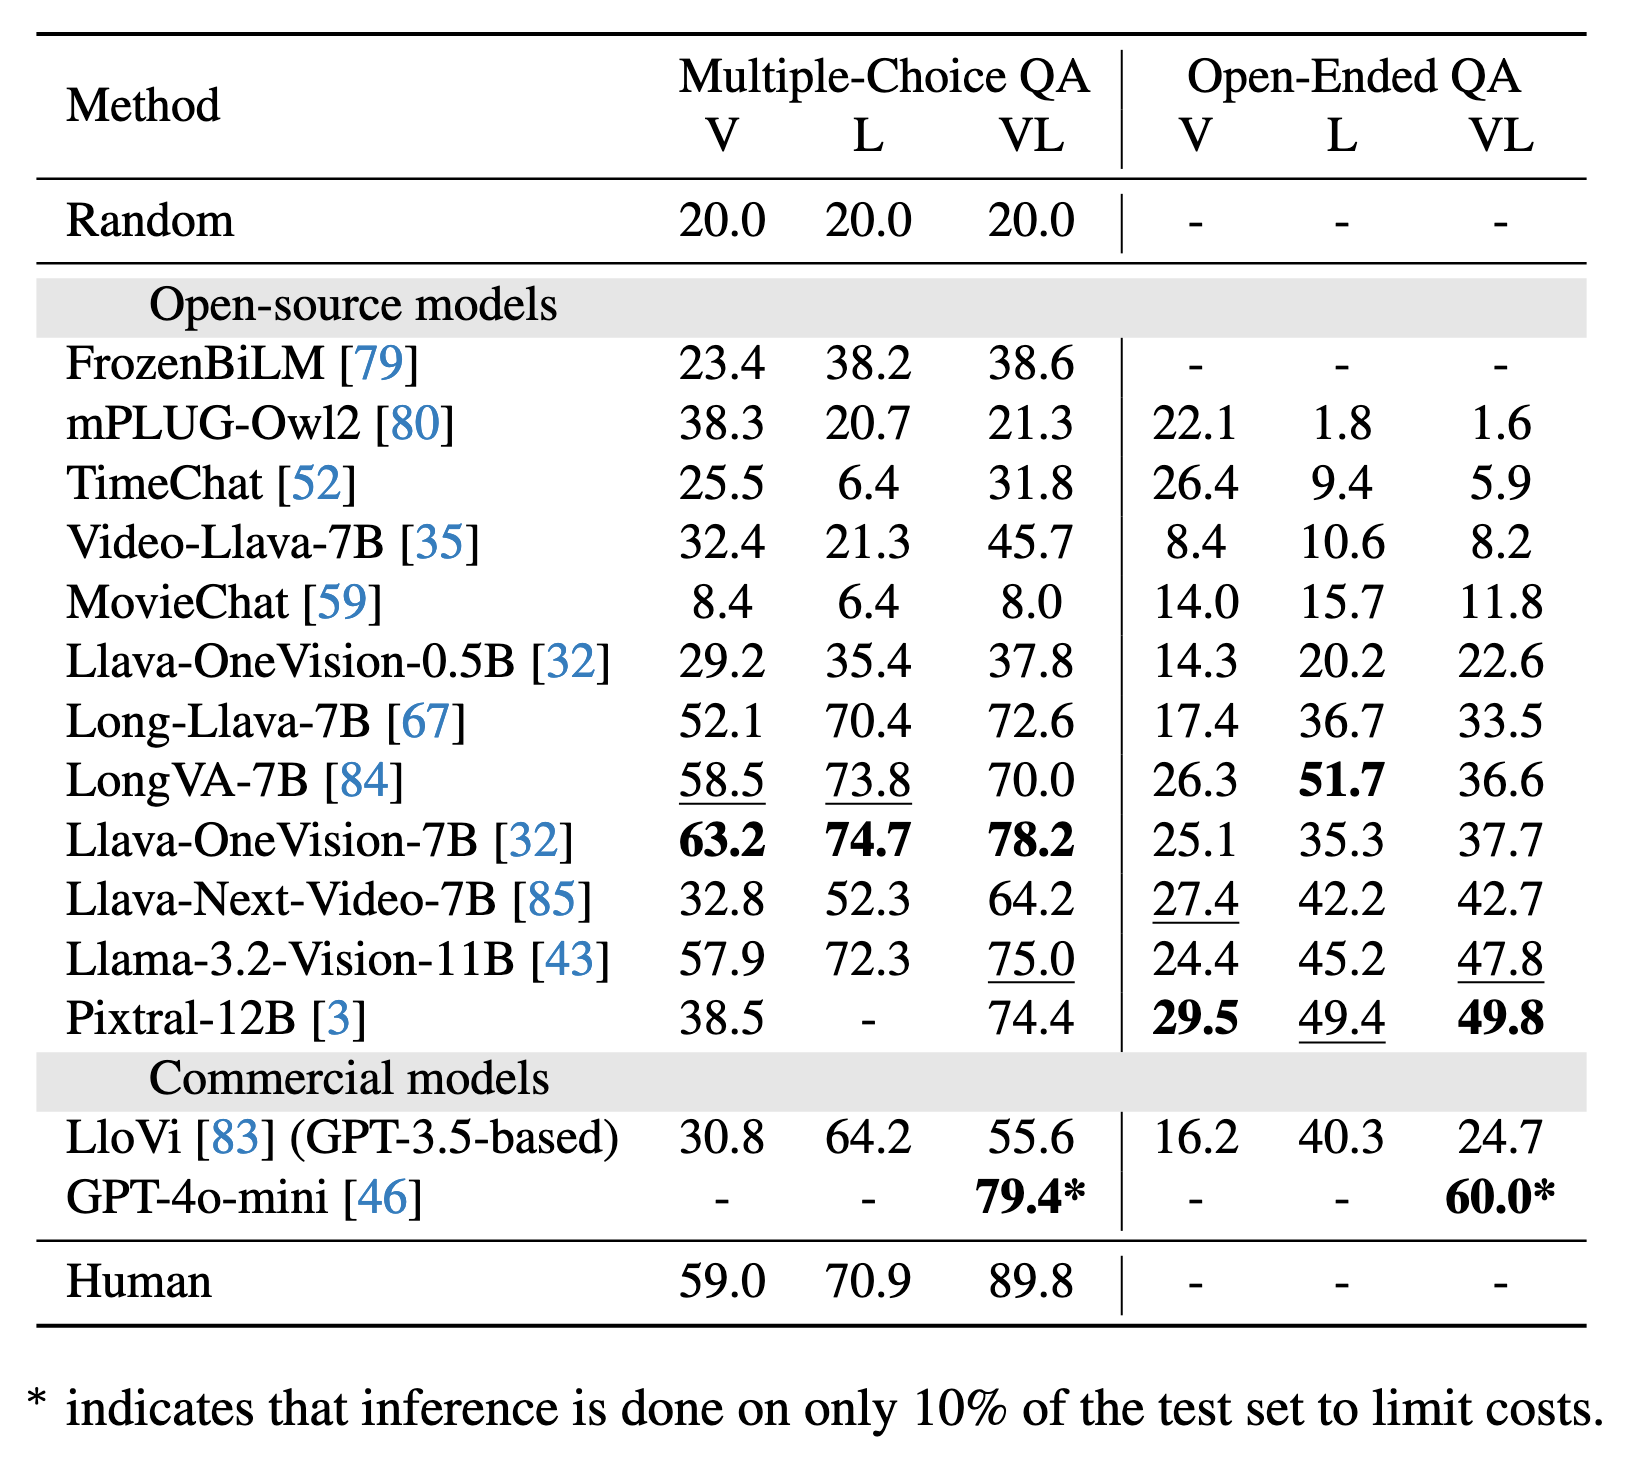 Method Multiple-Choice QA Open-Ended QA
V L VL V L VL
Random 20.0 20.0 20.0 - - -
Open-source models
FrozenBiLM [79] 23.4 38.2 38.6 - - -
mPLUG-Owl2 [80] 38.3 20.7 21.3 22.1 1.8 1.6
TimeChat [52] 25.5 6.4 31.8 26.4 9.4 5.9
Video-Llava-7B [35] 32.4 21.3 45.7 8.4 10.6 8.2
MovieChat [59] 8.4 6.4 8.0 14.0 15.7 11.8
Llava-OneVision-0.5B [32] 29.2 35.4 37.8 14.3 20.2 22.6
Long-Llava-7B [67] 52.1 70.4 72.6 17.4 36.7 33.5
LongVA-7B [84] 58.5 73.8 70.0 26.3 51.7 36.6
Llava-OneVision-7B [32] 63.2 74.7 78.2 25.1 35.3 37.7
Llava-Next-Video-7B [85] 32.8 52.3 64.2 27.4 42.2 42.7
Llama-3.2-Vision-11B [43] 57.9 72.3 75.0 24.4 45.2 47.8
Pixtral-12B [3] 38.5 - 74.4 29.5 49.4 49.8
Commercial models
LloVi [83] (GPT-3.5-based) 30.8 64.2 55.6 16.2 40.3 24.7
GPT-4o-mini [46] - - 79.4* - - 60.0*
Human 59.0 70.9 89.8 - - -
* indicates that inference is done on only 10% of the test set to limit costs.